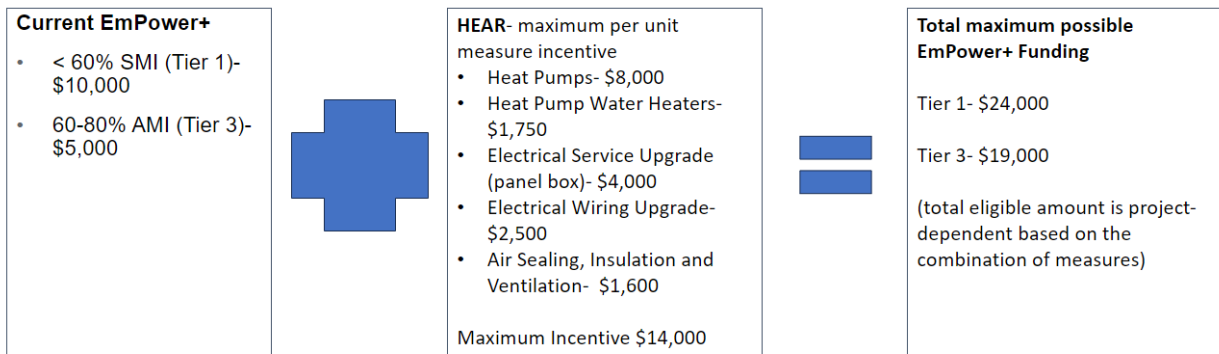 Current EmPower+
• < 60% SMI (Tier 1)-
$10,000
• 60-80% AMI (Tier 3)-
$5,000
HEAR- maximum per unit
measure incentive
• Heat Pumps- $8,000
• Heat Pump Water Heaters-
$1,750
• Electrical Service Upgrade
(panel box)- $4,000
• Electrical Wiring Upgrade-
$2,500
• Air Sealing, Insulation and
Ventilation- $1,600
Maximum Incentive $14,000
Total maximum possible
EmPower+ Funding
Tier 1- $24,000
Tier 3- $19,000
(total eligible amount is project-
dependent based on the
combination of measures)